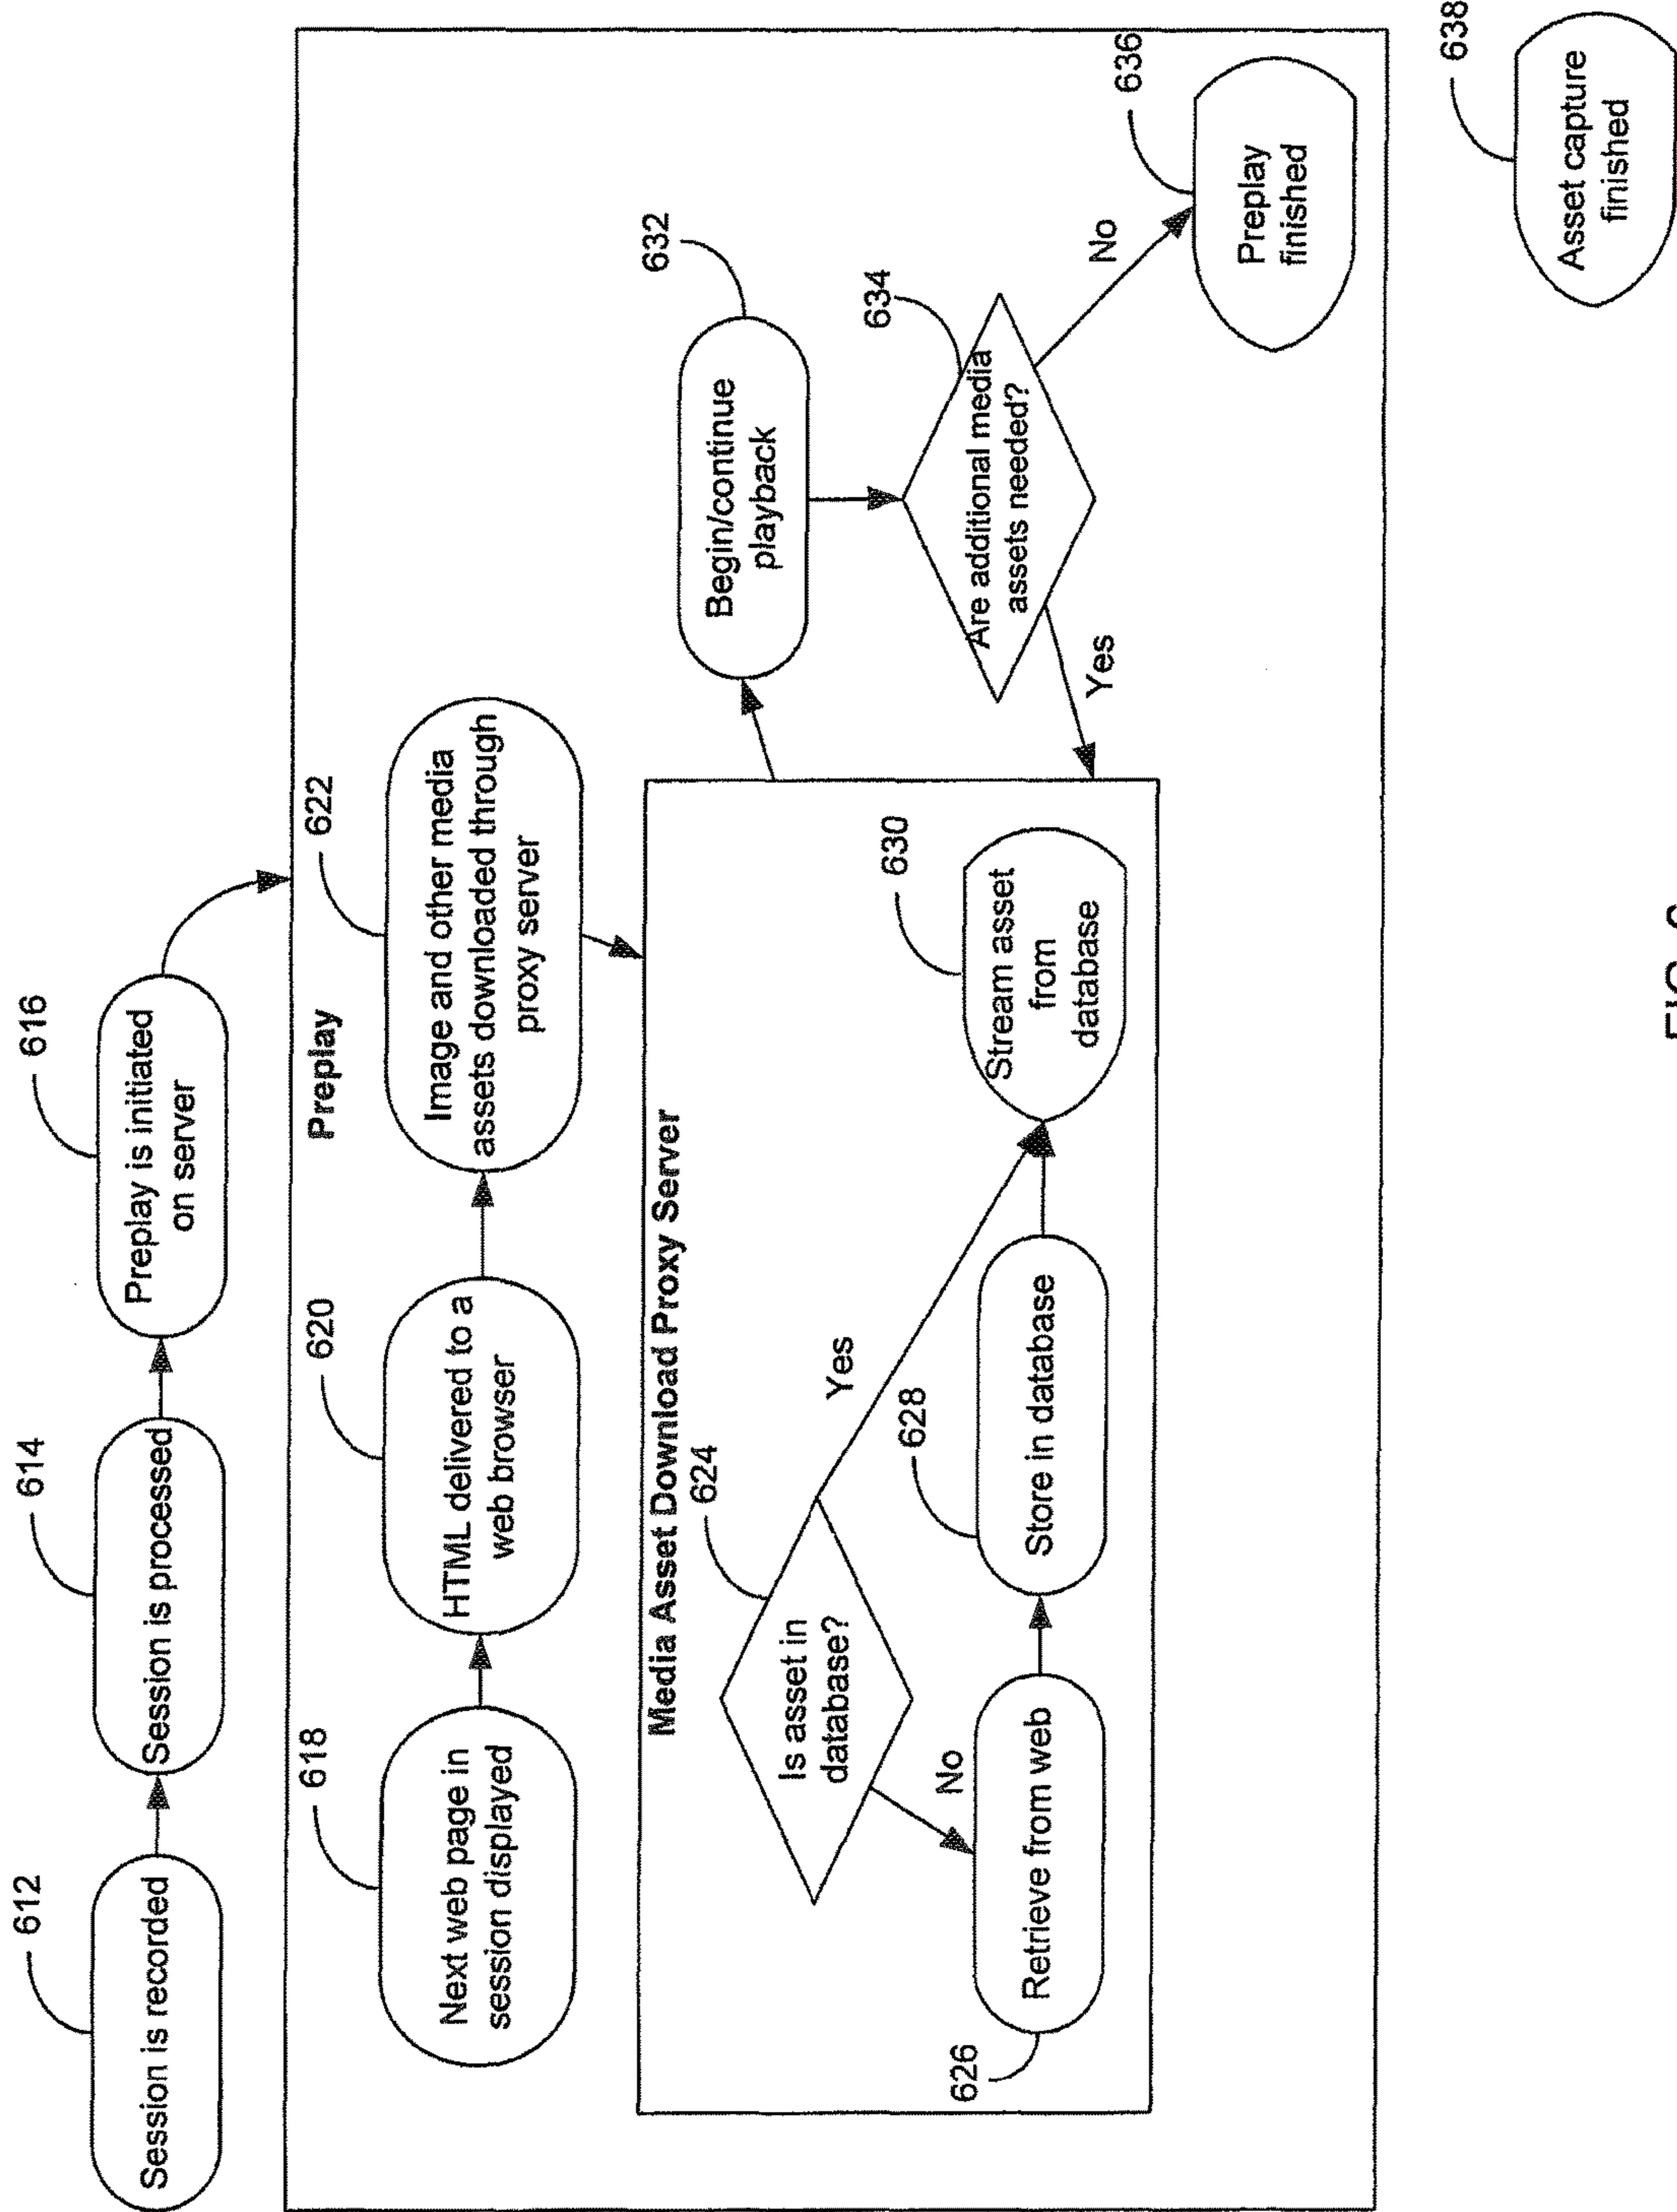 612
Session is recorded
614
Session is processed
616
Preplay is initiated
on server
Preplay
618
Next web page in
session displayed
620
HTML delivered to a
web browser
622
Image and other media
assets downloaded through
proxy server
Media Asset Download Proxy Server
624
Is asset in
database?
Yes
No
626
Retrieve from web
628
Store in database
630
Stream asset
from
database
632
Begin/continue
playback
634
Are additional media
assets needed?
Yes
No
636
Preplay
finished
638
Asset capture
finished
FIG.